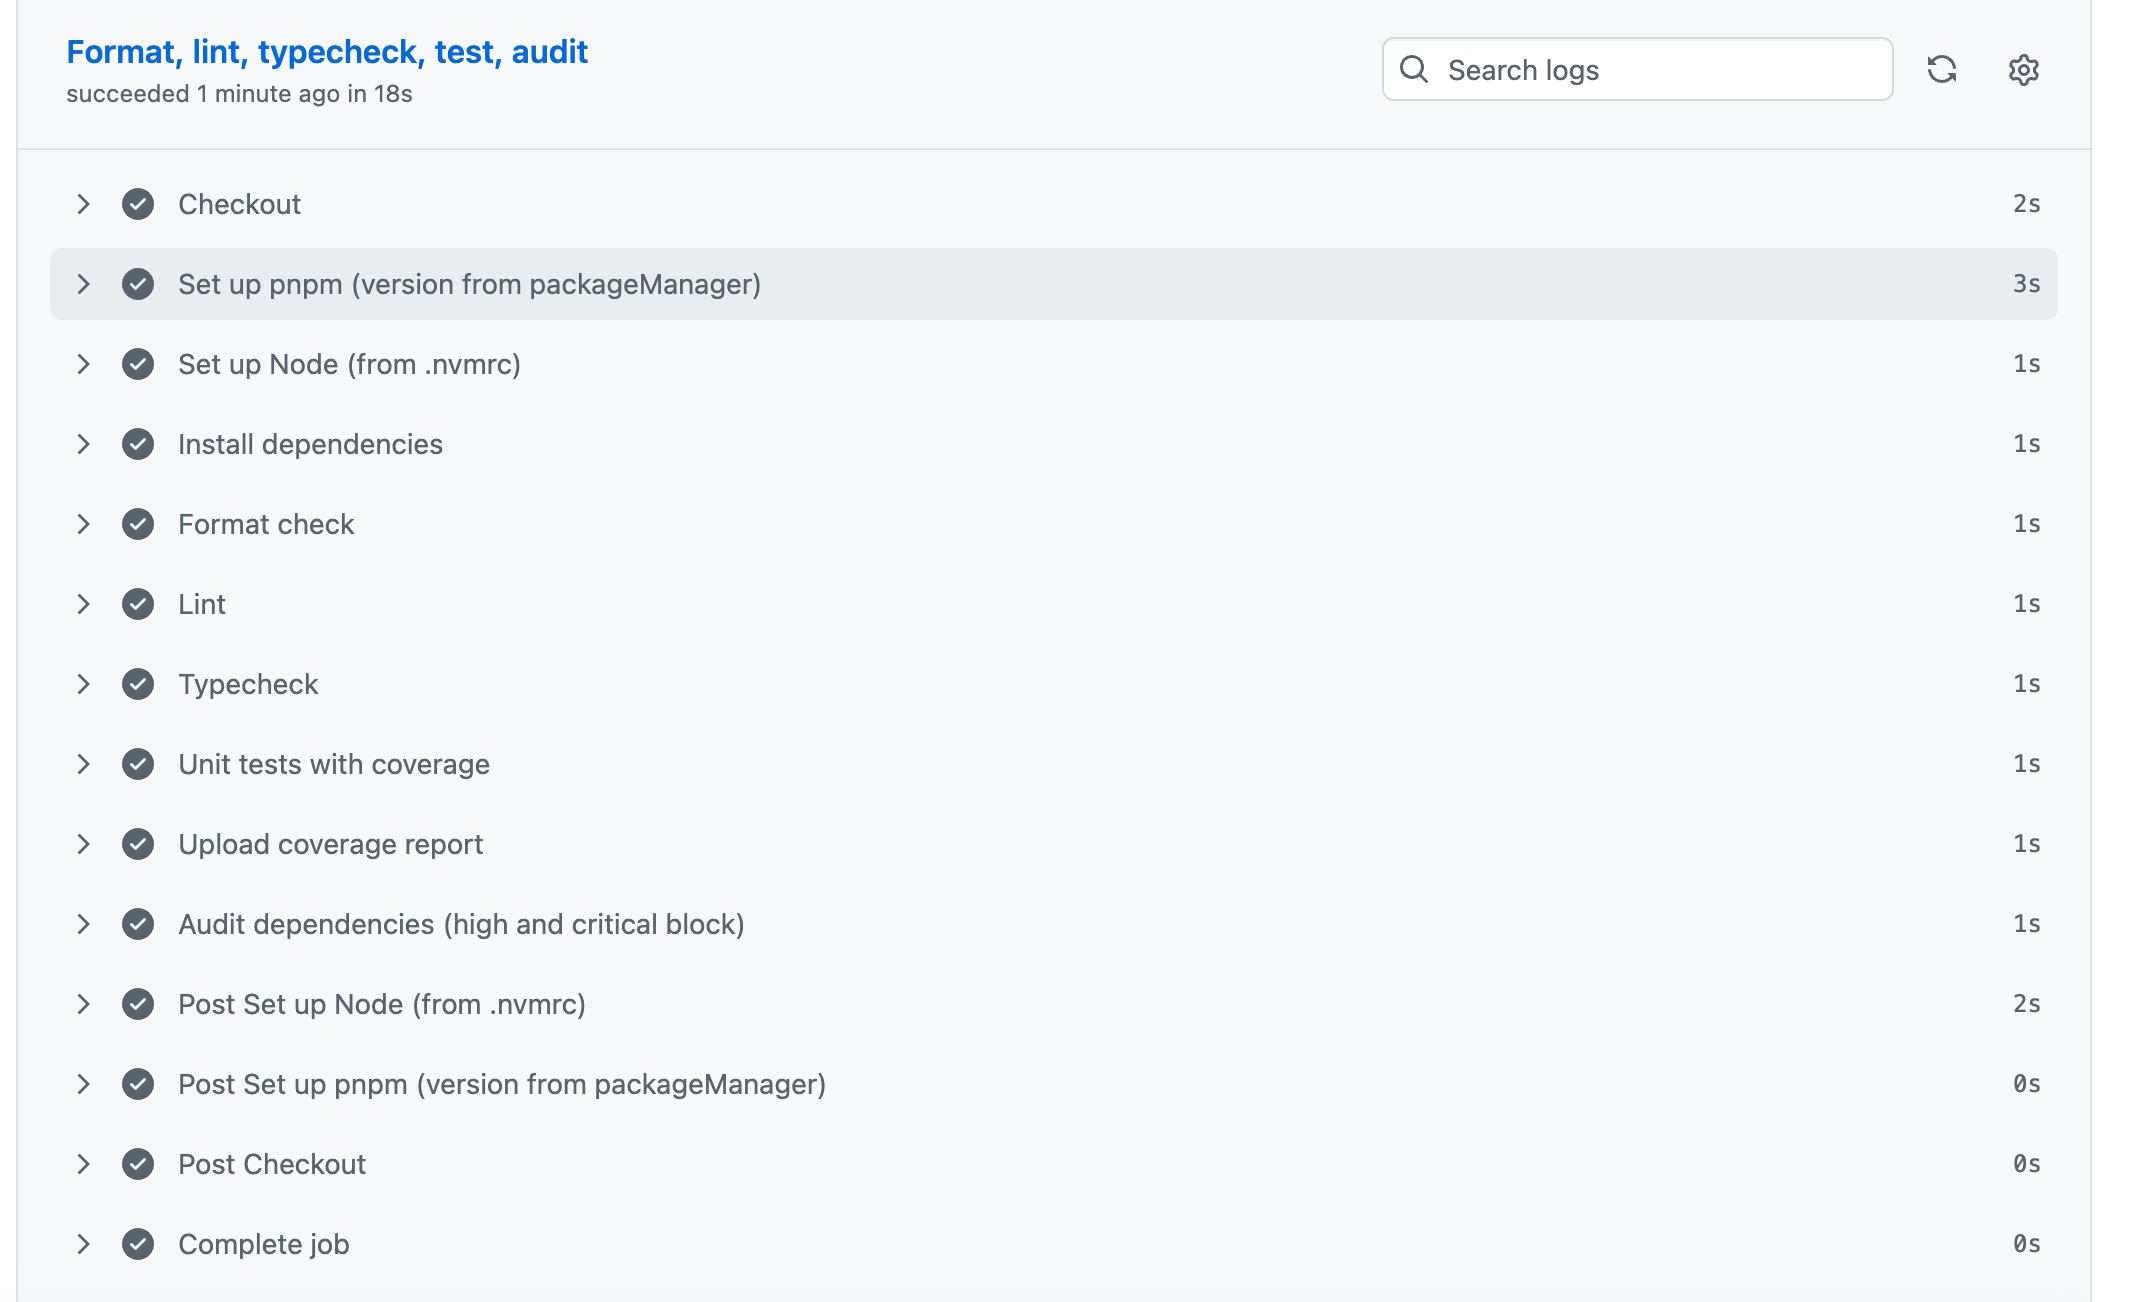 Format, lint, typecheck, test, audit
succeeded 1 minute ago in 18s
Search logs
Checkout 2s
Set up pnpm (version from packageManager) 3s
Set up Node (from .nvmrc) 1s
Install dependencies 1s
Format check 1s
Lint 1s
Typecheck 1s
Unit tests with coverage 1s
Upload coverage report 1s
Audit dependencies (high and critical block) 1s
Post Set up Node (from .nvmrc) 2s
Post Set up pnpm (version from packageManager) 0s
Post Checkout 0s
Complete job 0s